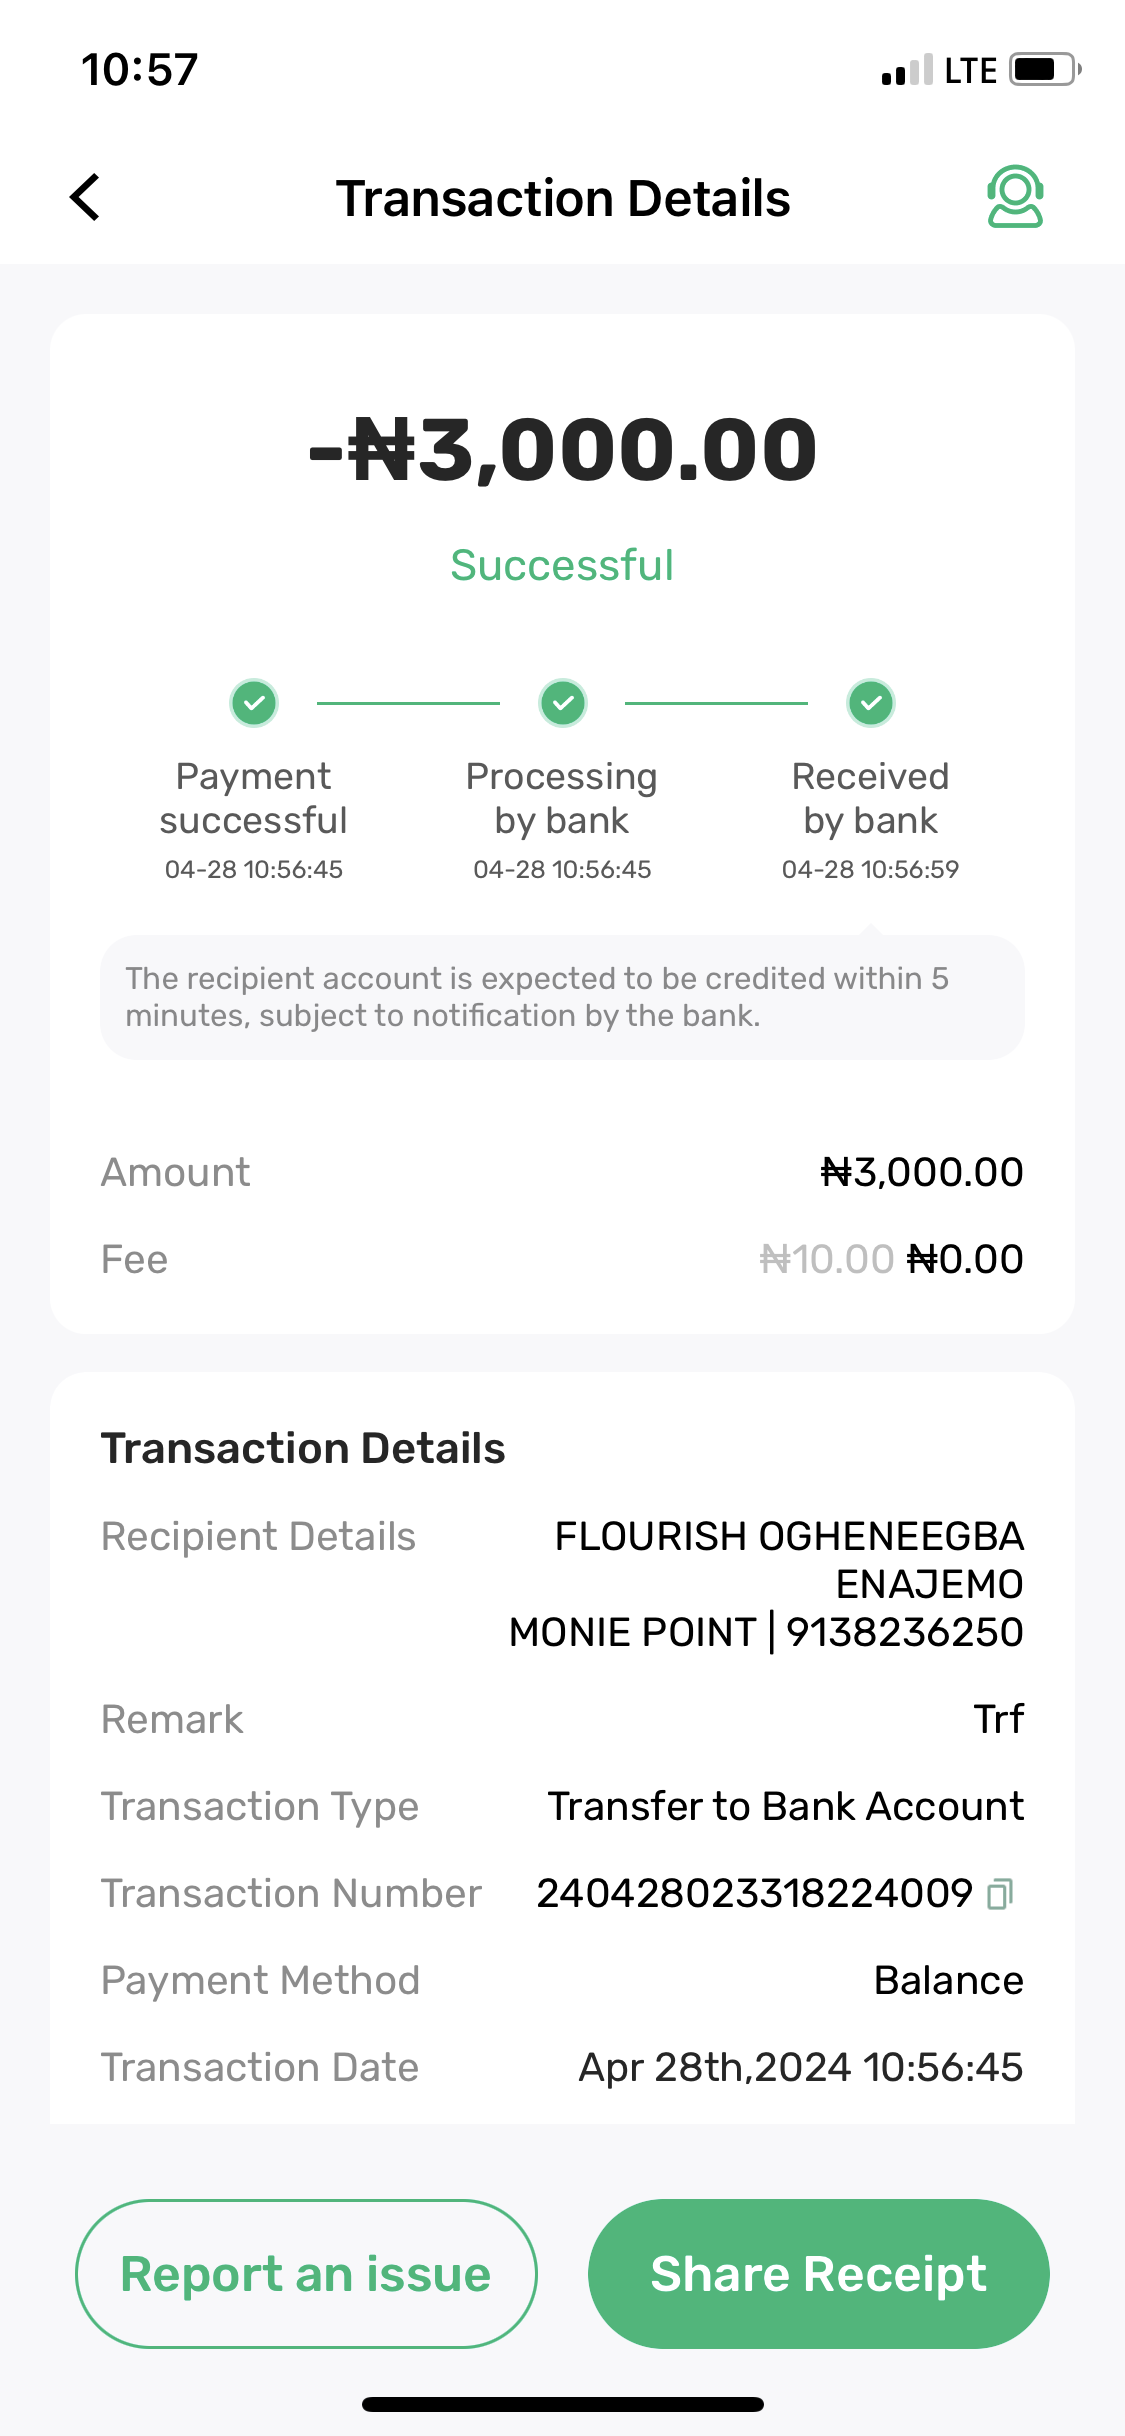 10:57
LTE
Transaction Details
-₦3,000.00
Successful
Payment successful
04-28 10:56:45
Processing by bank
04-28 10:56:45
Received by bank
04-28 10:56:59
The recipient account is expected to be credited within 5
minutes, subject to notification by the bank.
Amount ₦3,000.00
Fee ₦10.00 ₦0.00
Transaction Details
Recipient Details FLOURISH OGHENEEGBA
ENAJEMO
MONIE POINT | 9138236250
Remark Trf
Transaction Type Transfer to Bank Account
Transaction Number 240428023318224009
Payment Method Balance
Transaction Date Apr 28th,2024 10:56:45
Report an issue
Share Receipt